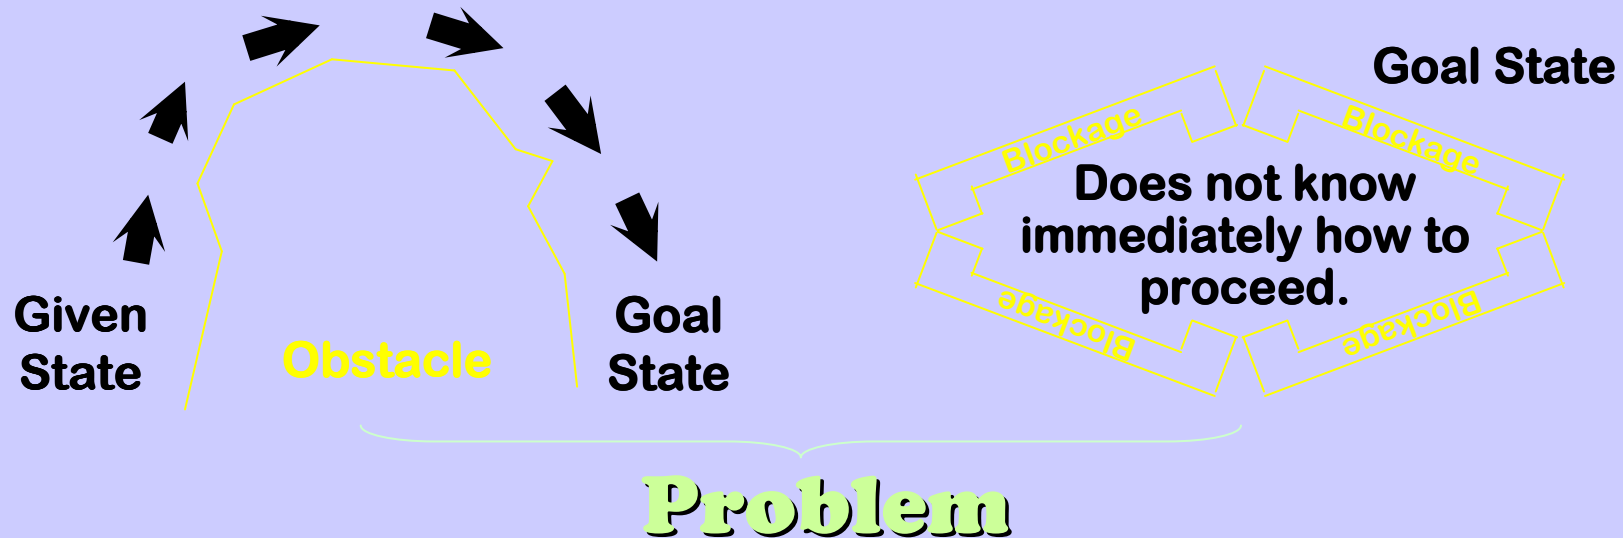 Given
State
Obstacle
Goal
State
Goal State
Blockage
Blockage
Does not know
immediately how to
proceed.
Blockage
Blockage
Problem